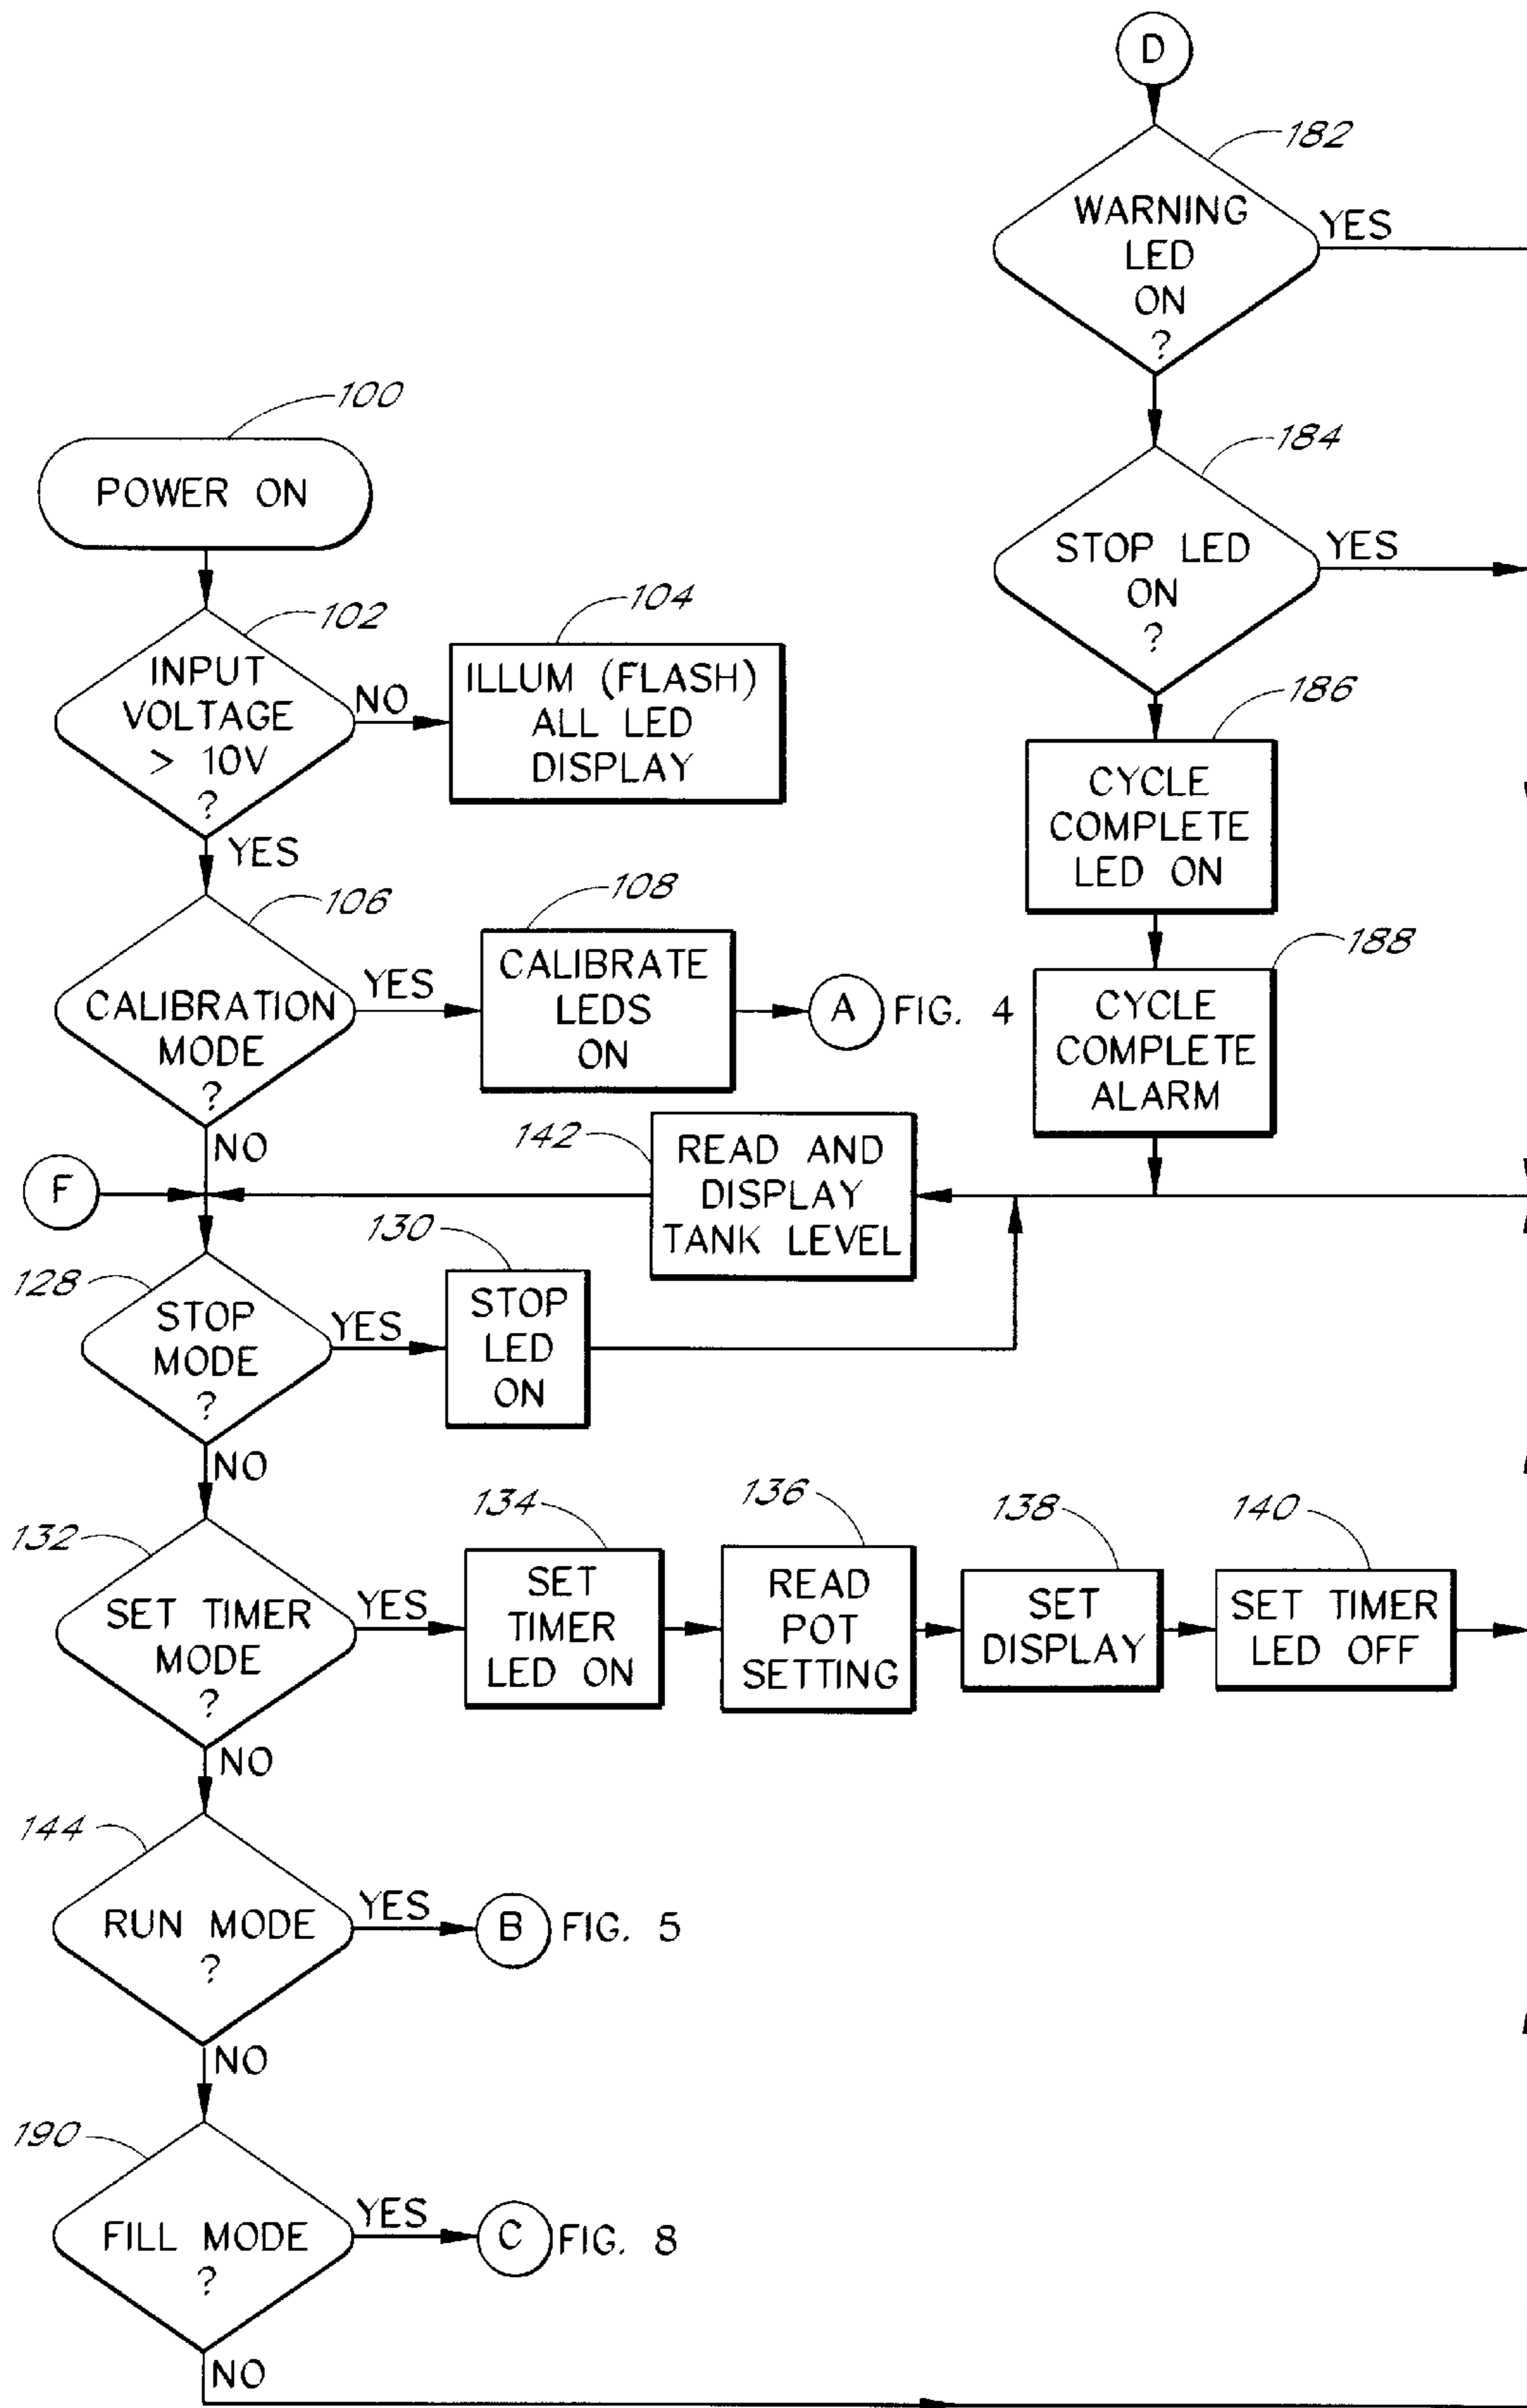 D
182
WARNING
LED
ON
?
YES
184
STOP LED
ON
?
YES
186
CYCLE
COMPLETE
LED ON
188
CYCLE
COMPLETE
ALARM
100
POWER ON
102
INPUT
VOLTAGE
> 10V
?
NO
104
ILLUM (FLASH)
ALL LED
DISPLAY
YES
106
CALIBRATION
MODE
?
YES
108
CALIBRATE
LEDS
ON
A FIG. 4
NO
F
142
READ AND
DISPLAY
TANK LEVEL
128
STOP
MODE
?
YES
130
STOP
LED
ON
NO
132
SET TIMER
MODE
?
YES
134
SET
TIMER
LED ON
136
READ
POT
SETTING
138
SET
DISPLAY
140
SET TIMER
LED OFF
NO
144
RUN MODE
?
YES
B FIG. 5
NO
190
FILL MODE
?
YES
C FIG. 8
NO